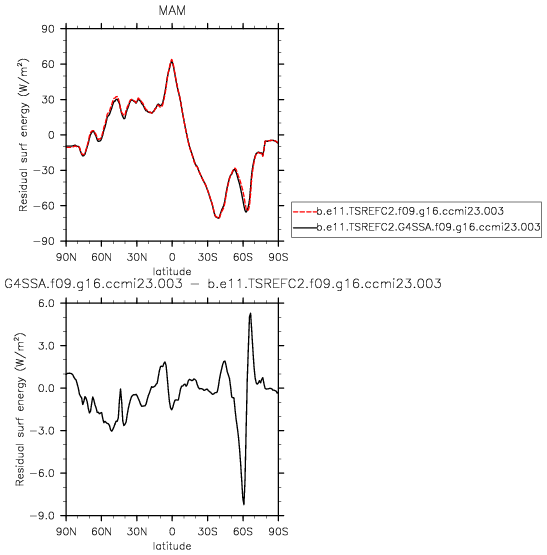 MAM
90
60
30
0
−30
−60
−90
Residual surf energy (W/m²)
90N 60N 30N 0 30S 60S 90S
latitude
b.e11.TSREFC2.f09.g16.ccmi23.003
b.e11.TSREFC2.G4SSA.f09.g16.ccmi23.003
G4SSA.f09.g16.ccmi23.003 − b.e11.TSREFC2.f09.g16.ccmi23.003
6.0
3.0
0.0
−3.0
−6.0
−9.0
Residual surf energy (W/m²)
90N 60N 30N 0 30S 60S 90S
latitude